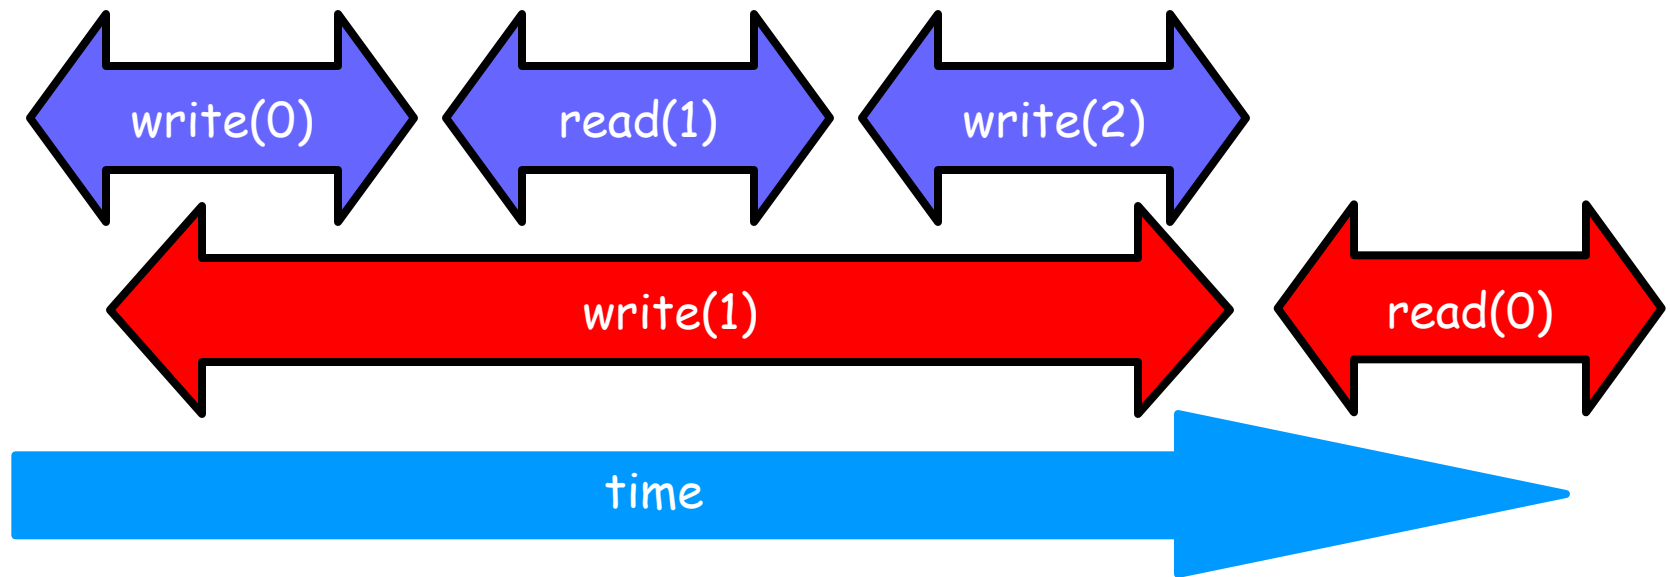 write(0)
read(1)
write(2)
write(1)
read(0)
time